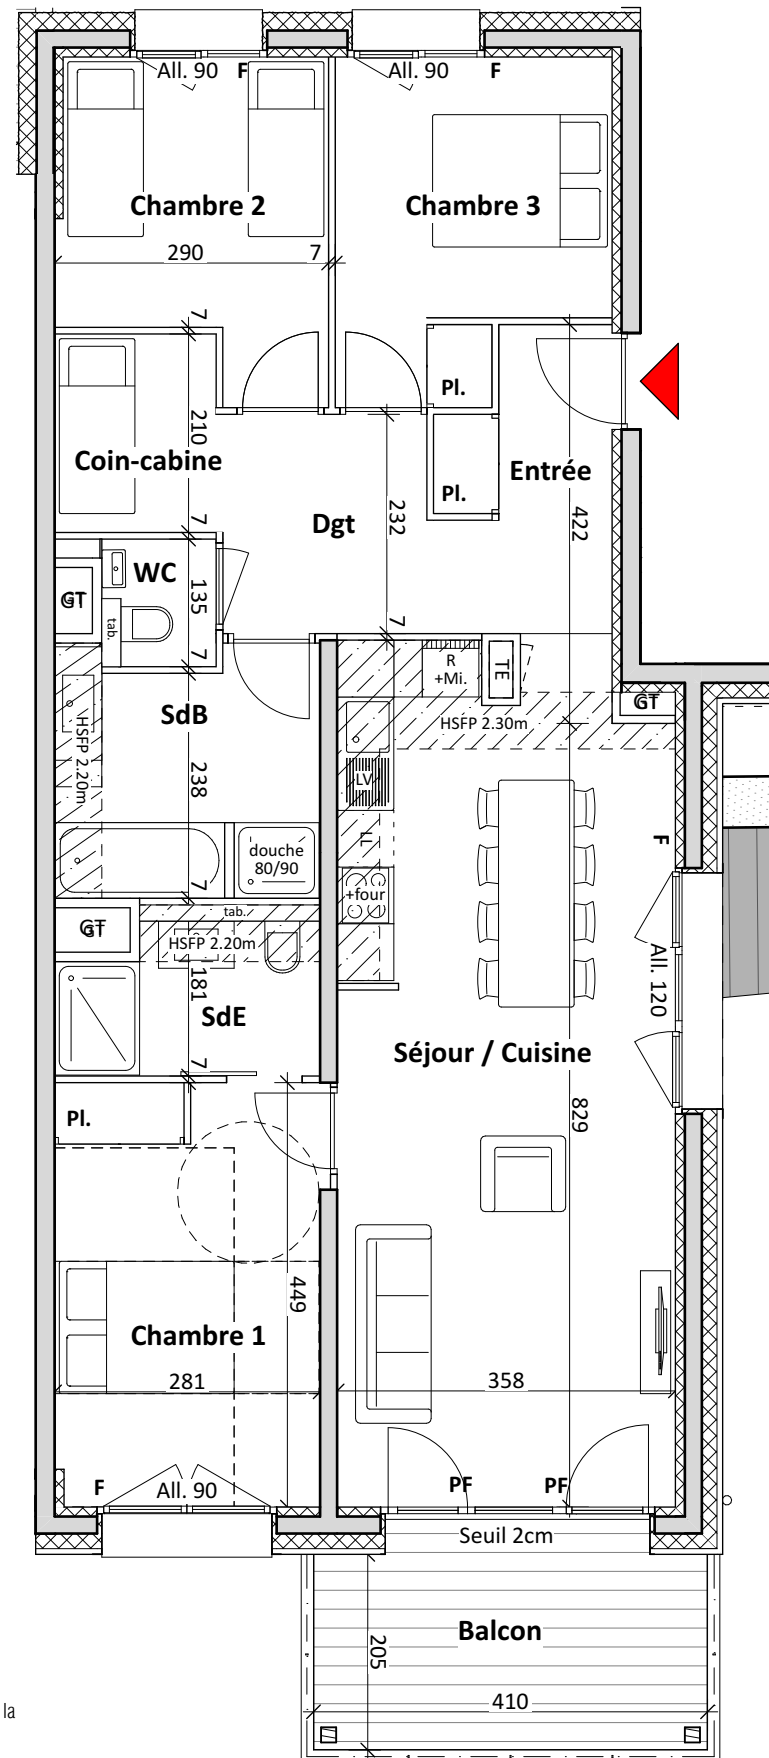 All. 90
F
All. 90
F
Chambre 2
Chambre 3
290
7
7
Pl.
210
Coin-cabine
Entrée
Pl.
7
Dgt
232
422
WC
GT
tab.
135
7
7
R
+Mi.
TE
GT
SdB
HSFP 2.30m
HSFP 2.20m
LV
238
F
LL
douche
80/90
7
+four
GT
tab.
HSFP 2.20m
All. 120
181
SdE
Séjour / Cuisine
7
Pl.
829
449
Chambre 1
281
358
F
All. 90
PF
PF
Seuil 2cm
Balcon
205
410
la